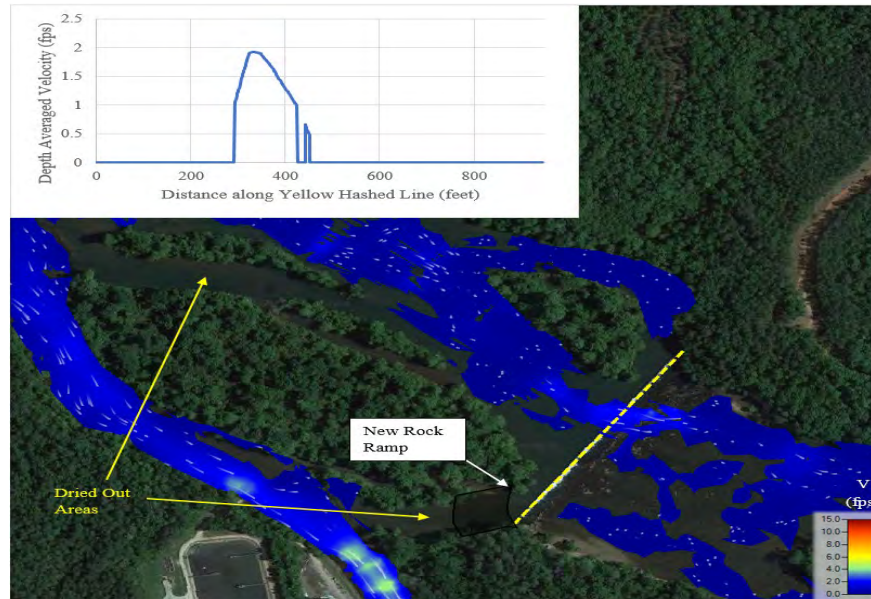 2.5
2
1.5
1
0.5
0
Depth Averaged Velocity (fps)
0
200
400
600
800
Distance along Yellow Hashed Line (feet)
New Rock
Ramp
Dried Out
Areas
V
(fps
15.0
10.0
8.0
6.0
4.0
2.0
0.0